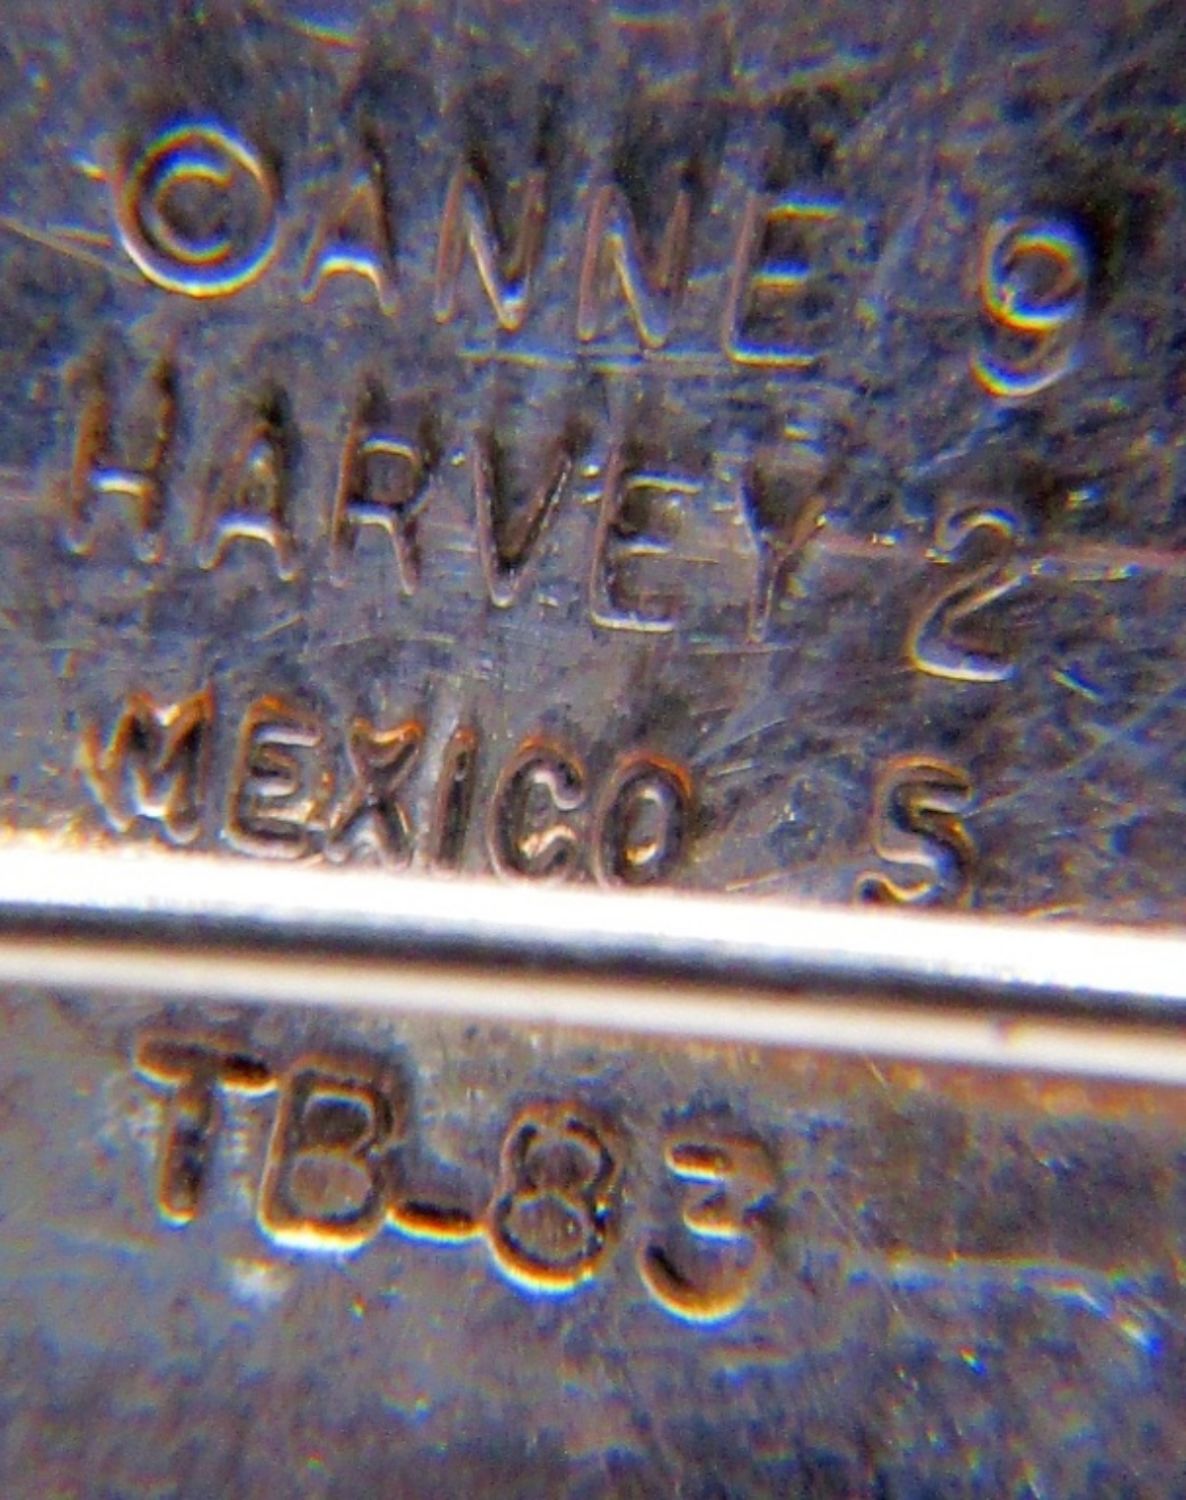 ©ANNE 9
HARVEY 2
MEXICO 5
TB-83